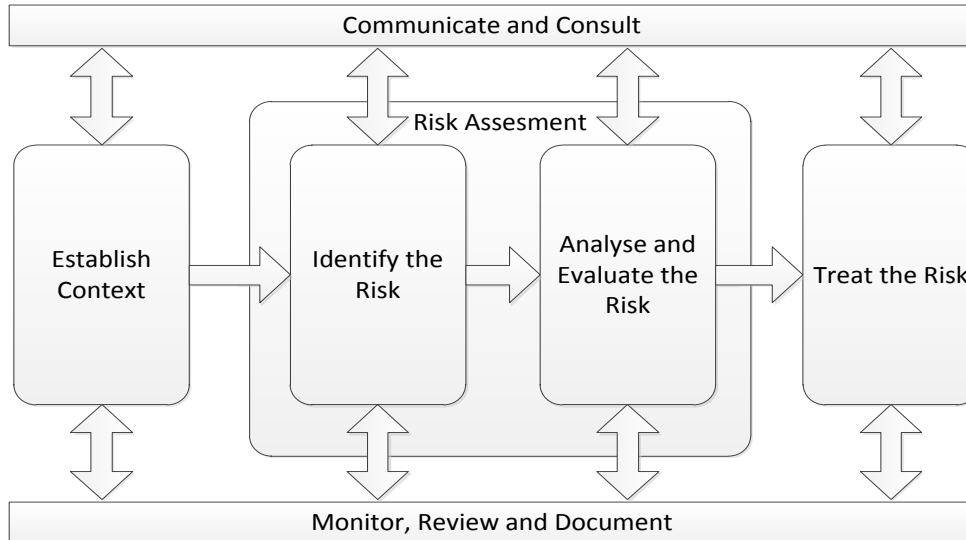 Communicate and Consult
Risk Assesment
Establish
Context
Identify the
Risk
Analyse and
Evaluate the
Risk
Treat the Risk
Monitor, Review and Document